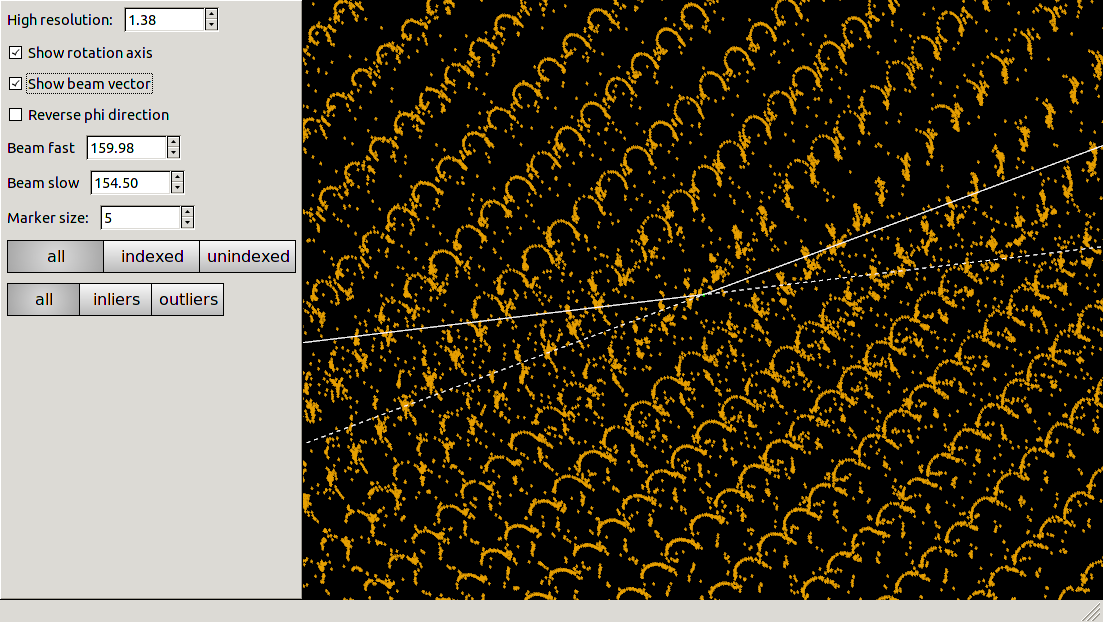 High resolution: 1.38
Show rotation axis
Show beam vector
Reverse phi direction
Beam fast 159.98
Beam slow 154.50
Marker size: 5
all indexed unindexed
all inliers outliers